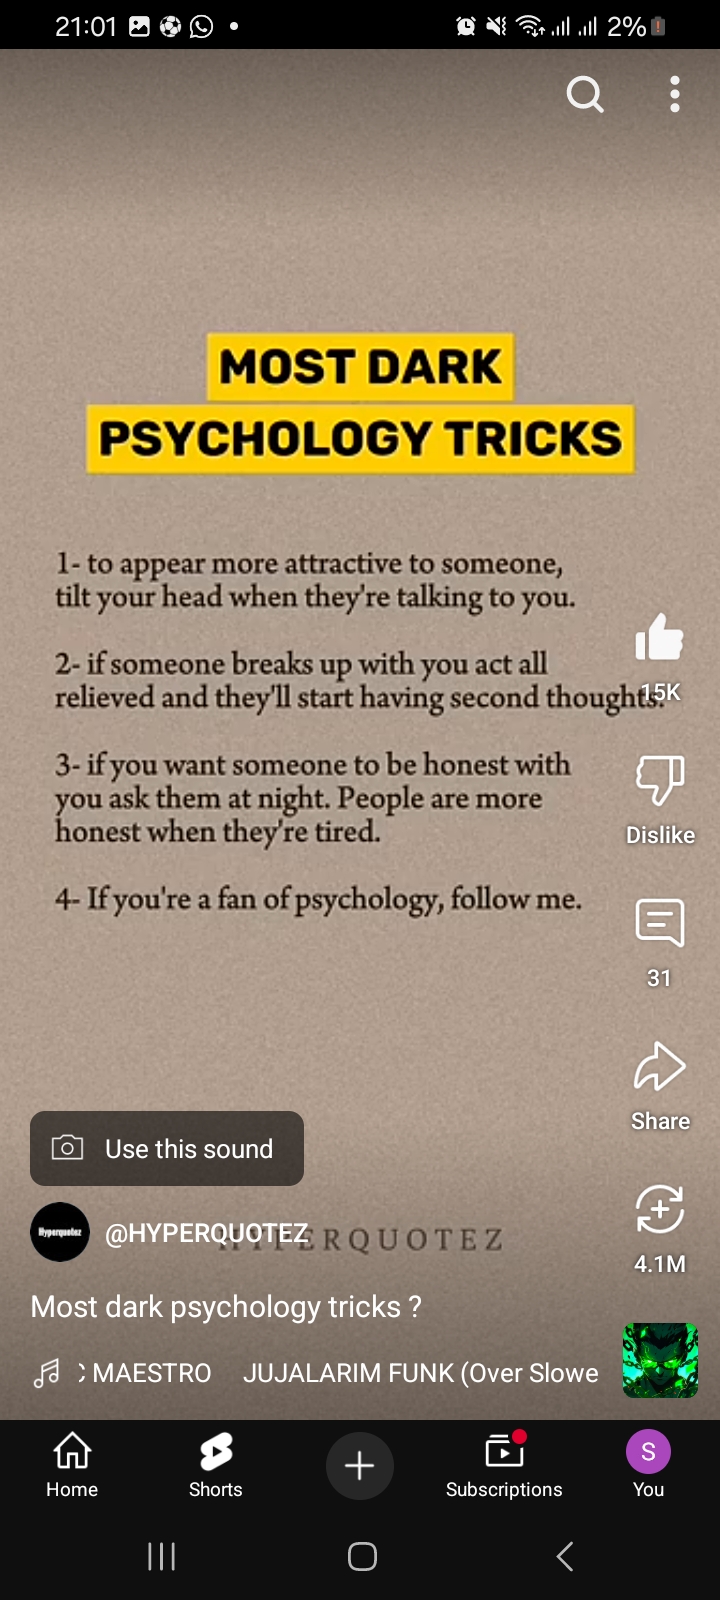 21:01
2%
MOST DARK
PSYCHOLOGY TRICKS
1- to appear more attractive to someone,
tilt your head when they're talking to you.
2- if someone breaks up with you act all
relieved and they'll start having second thoughts.
3- if you want someone to be honest with
you ask them at night. People are more
honest when they're tired.
4- If you're a fan of psychology, follow me.
15K
Dislike
31
Share
4.1M
Use this sound
Hyperquotez
@HYPERQUOTEZ
HYPERQUOTEZ
Most dark psychology tricks ?
MAESTRO JUJALARIM FUNK (Over Slowe
Home
Shorts
Subscriptions
S
You